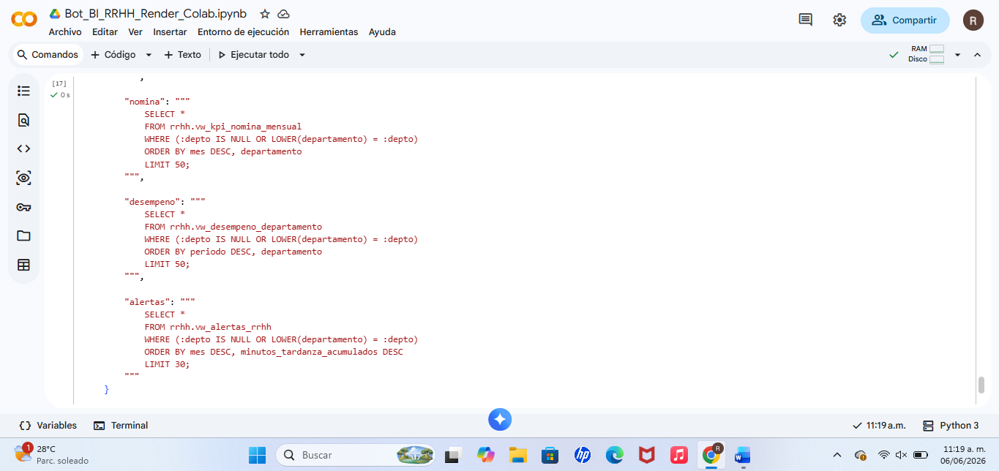 Bot_BI_RRHH_Render_Colab.ipynb
Archivo Editar Ver Insertar Entorno de ejecución Herramientas Ayuda
Compartir
R
Comandos + Código + Texto Ejecutar todo
RAM
Disco
[17]
0 s
,
"nomina": """
SELECT *
FROM rrhh.vw_kpi_nomina_mensual
WHERE (:depto IS NULL OR LOWER(departamento) = :depto)
ORDER BY mes DESC, departamento
LIMIT 50;
""",
"desempeno": """
SELECT *
FROM rrhh.vw_desempeno_departamento
WHERE (:depto IS NULL OR LOWER(departamento) = :depto)
ORDER BY periodo DESC, departamento
LIMIT 50;
""",
"alertas": """
SELECT *
FROM rrhh.vw_alertas_rrhh
WHERE (:depto IS NULL OR LOWER(departamento) = :depto)
ORDER BY mes DESC, minutos_tardanza_acumulados DESC
LIMIT 30;
"""
}
{} Variables Terminal
11:19 a.m. Python 3
1
28°C
Parc. soleado
Buscar
hp
R
W
11:19 a. m.
06/06/2026